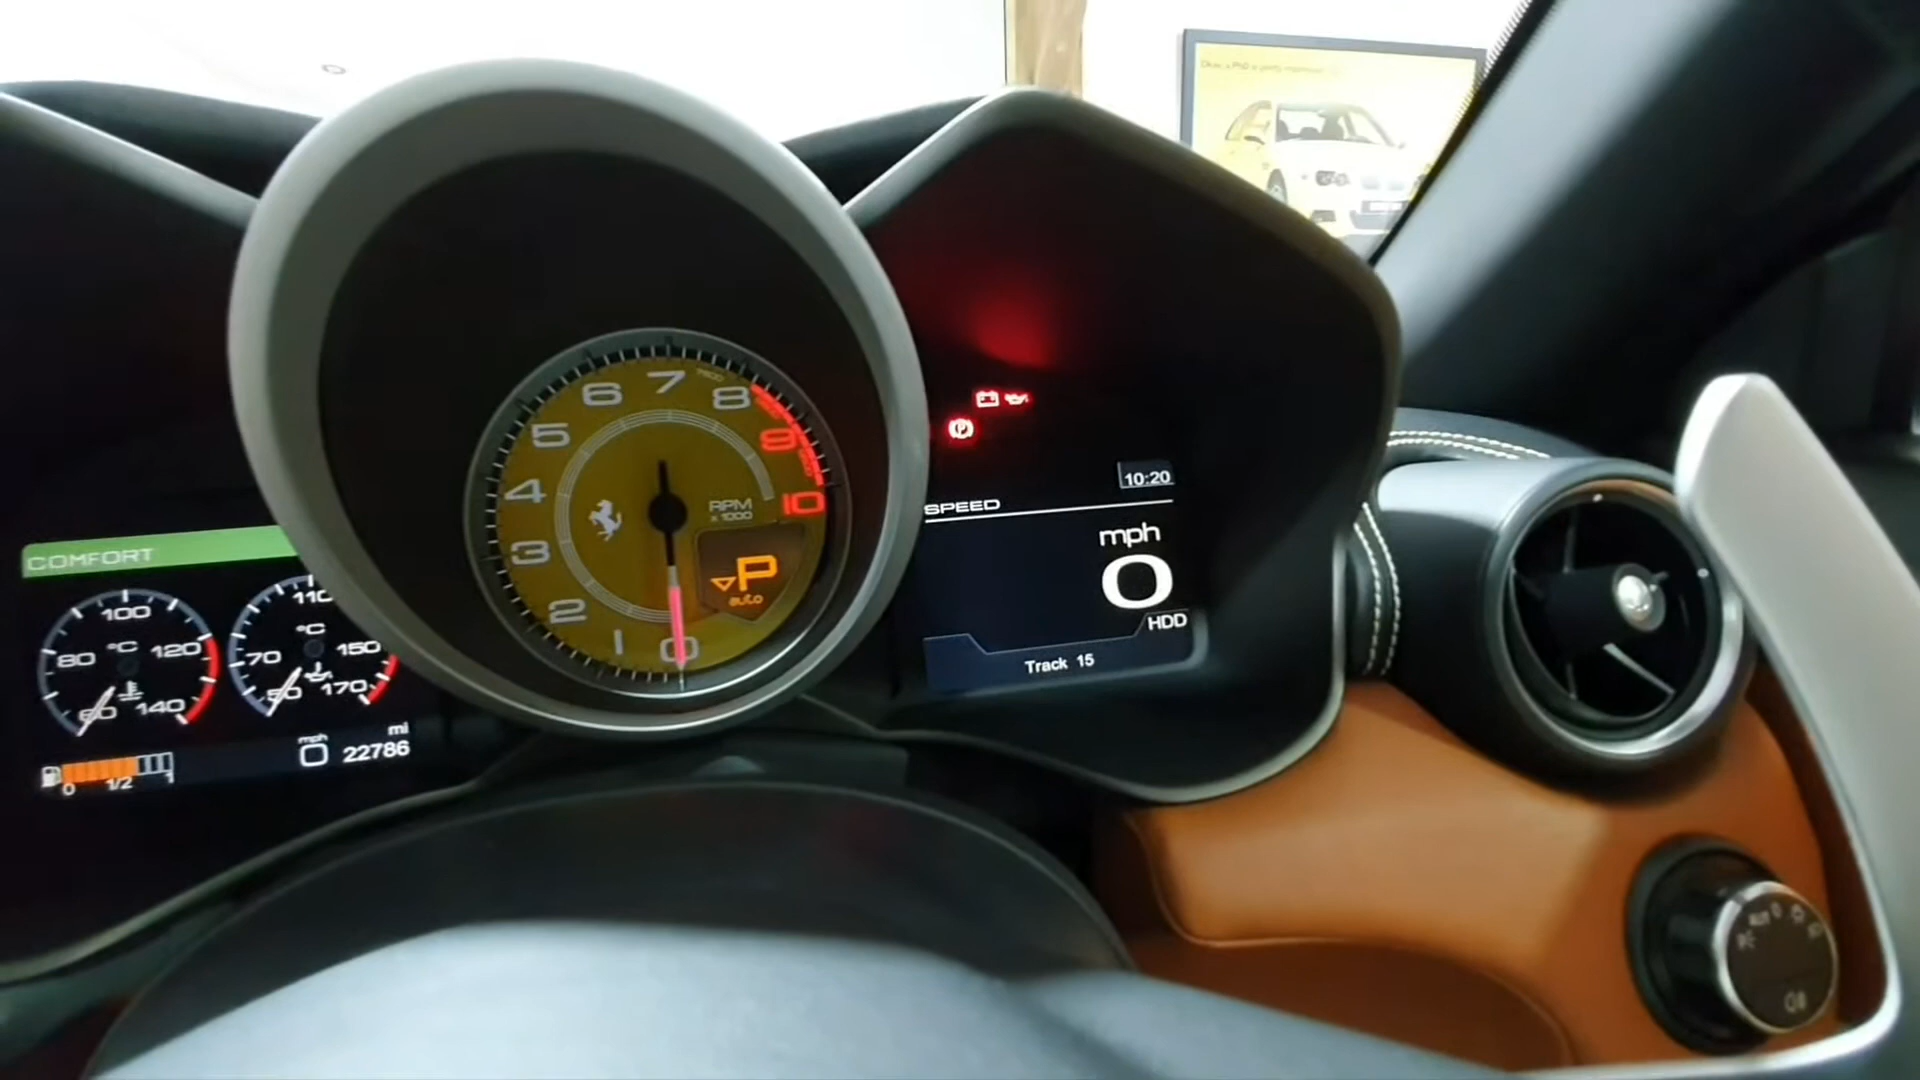 COMFORT
100
80 °C 120
60 140
110
°C
70 150
50 170
0 1/2 1
mph
0
mi
22786
6 7 8
5 9
4 10
RPM
x1000
3
2
1 0
P
auto
P
10:20
SPEED
mph
0
HDD
Track 15